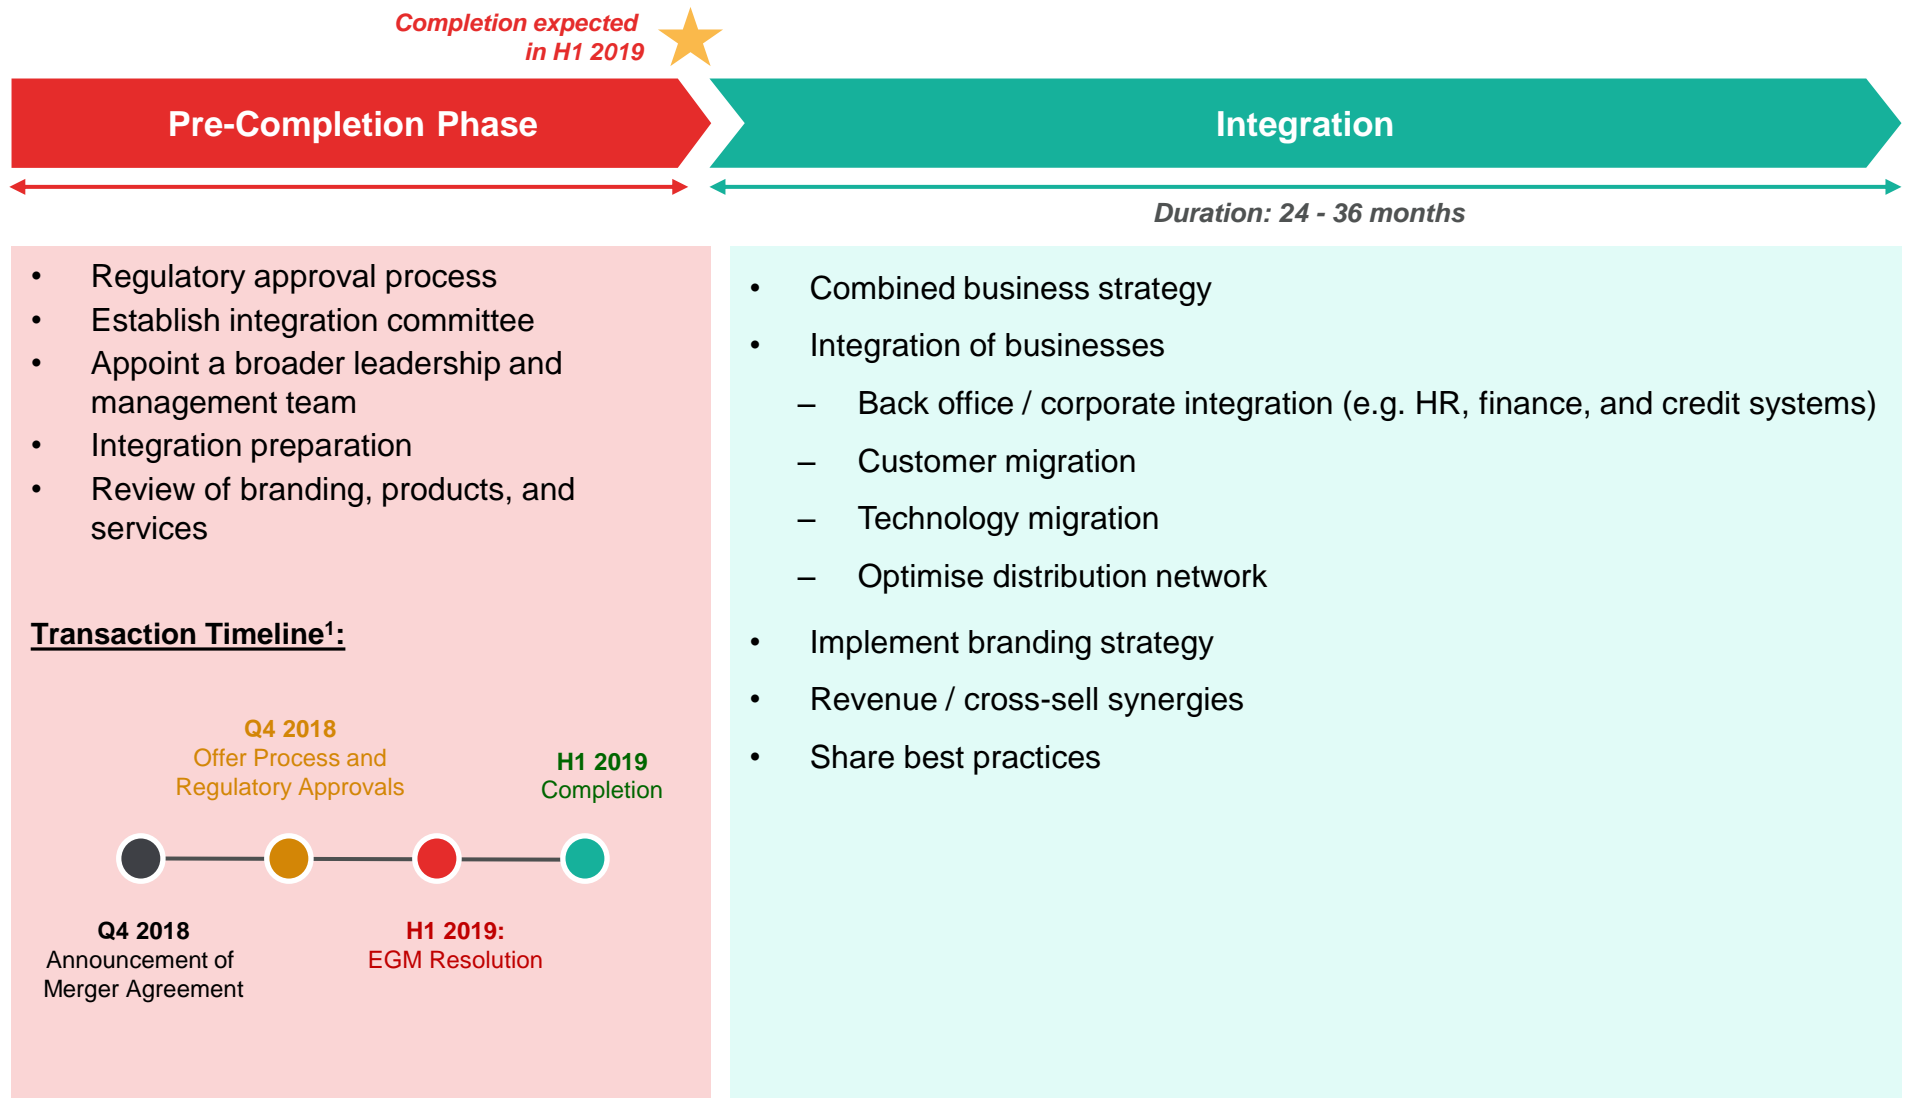 Completion expected
in H1 2019
Pre-Completion Phase
Integration
Duration: 24 - 36 months
• Regulatory approval process
• Establish integration committee
• Appoint a broader leadership and
management team
• Integration preparation
• Review of branding, products, and
services
Transaction Timeline¹:
Q4 2018
Offer Process and
Regulatory Approvals
H1 2019
Completion
Q4 2018
Announcement of
Merger Agreement
H1 2019:
EGM Resolution
• Combined business strategy
• Integration of businesses
– Back office / corporate integration (e.g. HR, finance, and credit systems)
– Customer migration
– Technology migration
– Optimise distribution network
• Implement branding strategy
• Revenue / cross-sell synergies
• Share best practices